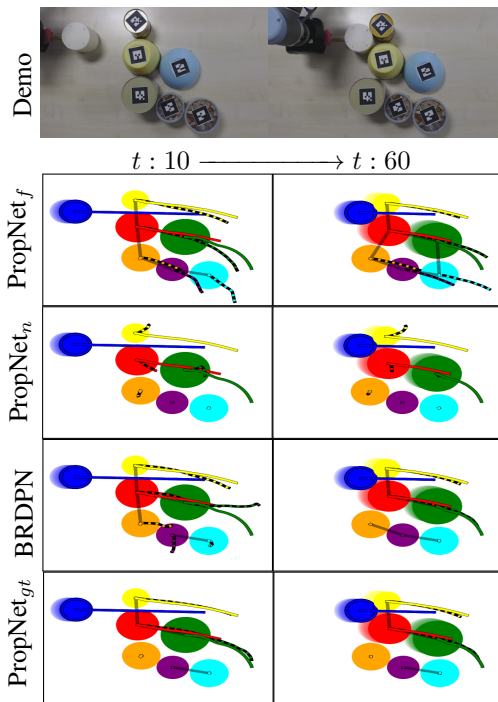 Demo
t : 10 ⟶ t : 60
PropNet_f
PropNet_n
BRDPN
PropNet_gt